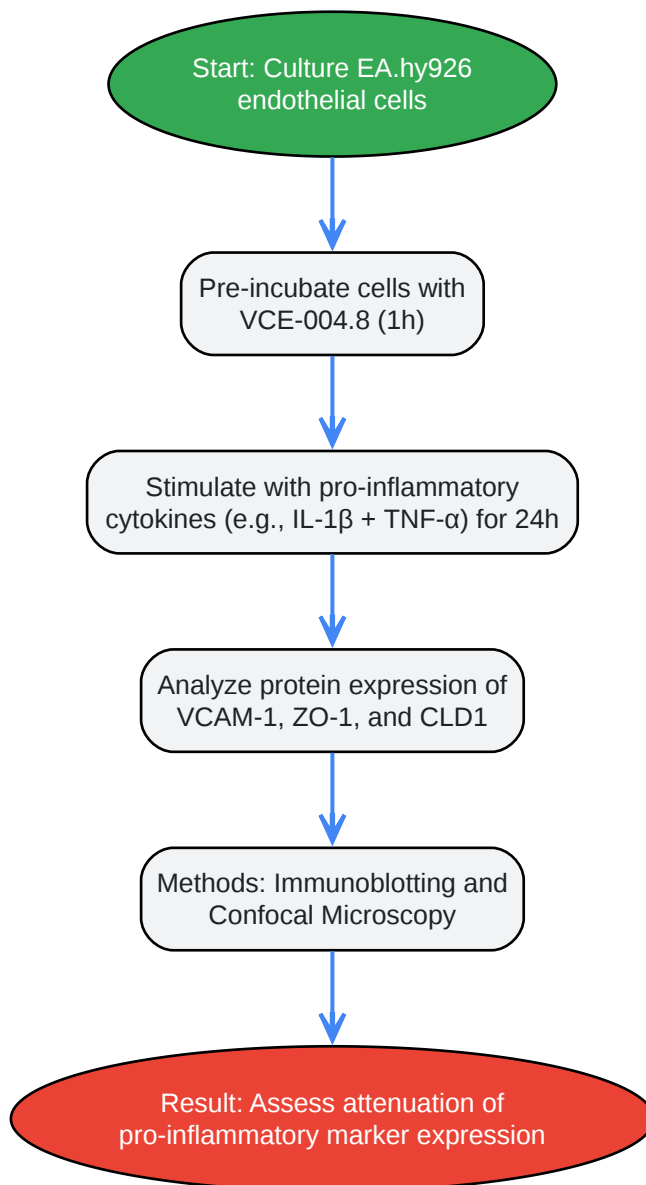 Start: Culture EA.hy926
endothelial cells
Pre-incubate cells with
VCE-004.8 (1h)
Stimulate with pro-inflammatory
cytokines (e.g., IL-1β + TNF-α) for 24h
Analyze protein expression of
VCAM-1, ZO-1, and CLD1
Methods: Immunoblotting and
Confocal Microscopy
Result: Assess attenuation of
pro-inflammatory marker expression